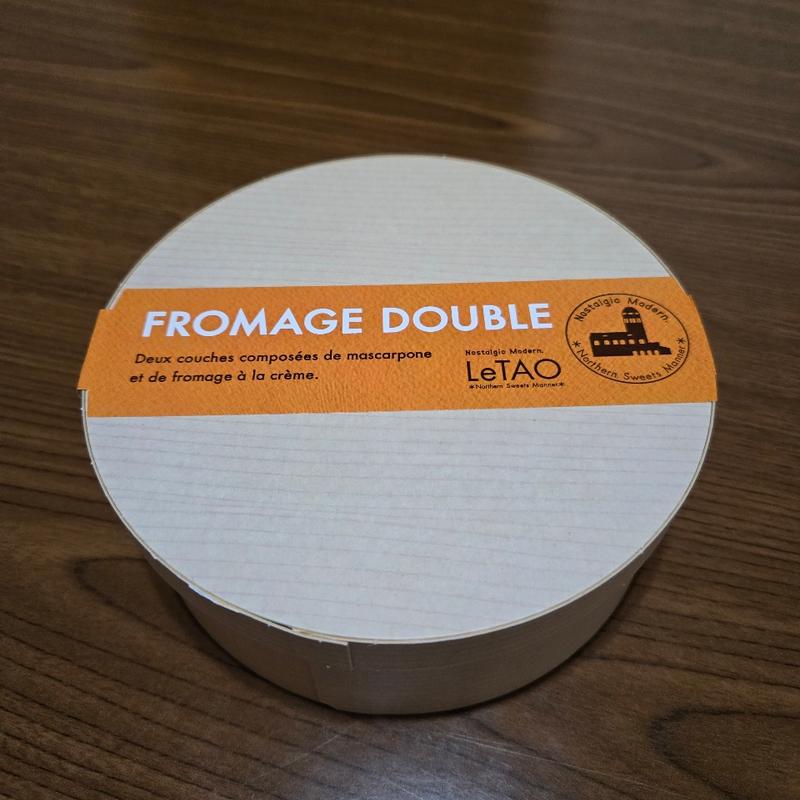 FROMAGE DOUBLE
Deux couches composées de mascarpone
et de fromage à la crème.
Nostalgic Modern.
LeTAO
*Northern Sweets Manner*
Nostalgic Modern.
*Northern Sweets Manner*